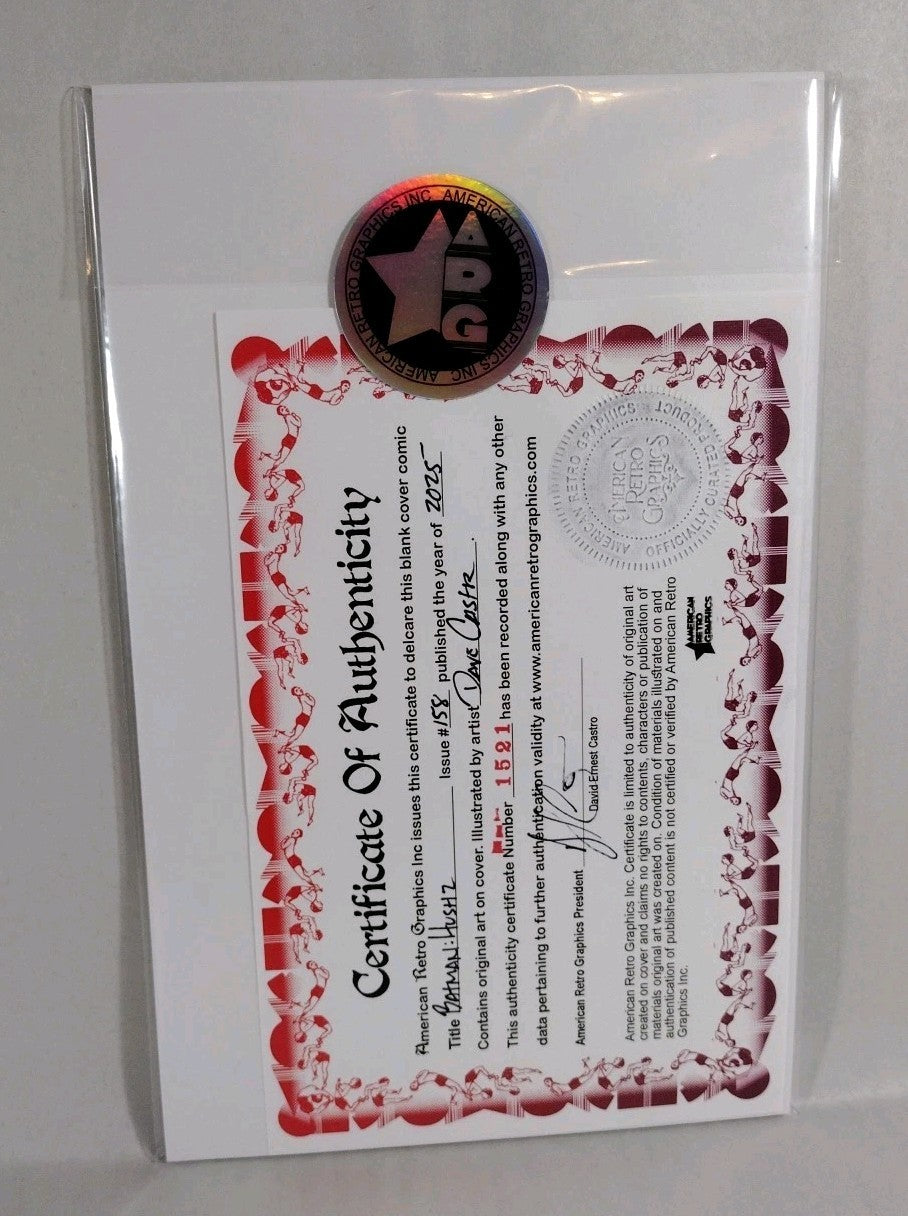 AMERICAN RETRO GRAPHICS INC. AMERICAN RETRO GRAPHICS INC.
Certificate Of Authenticity
American Retro Graphics Inc issues this certificate to delcare this blank cover comic
Title BATMAN: HUSH 2 Issue #158 published the year of 2025
Contains original art on cover. Illustrated by artist Dave Castr.
This authenticity certificate Number 1521 has been recorded along with any other
data pertaining to further authentication validity at www.americanretrographics.com
American Retro Graphics President
David Ernest Castro
American Retro Graphics Inc. Certificate is limited to authenticity of original art
created on cover and claims no rights to contents, characters or publication of
materials original art was created on. Condition of materials illustrated on and
authentication of published content is not certified or verified by American Retro
Graphics Inc.
AMERICAN
RETRO
GRAPHICS
AMERICAN RETRO GRAPHICS
OFFICIALLY CURATED PRODUCT
AMERICAN
RETRO
GRAPHICS